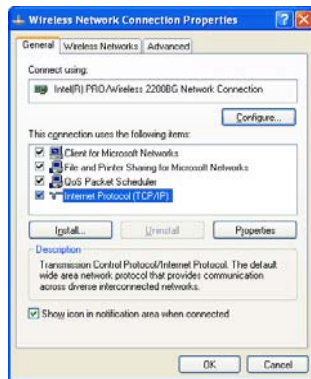 Wireless Network Connection Properties
General Wireless Networks Advanced
Connect using:
Intel(R) PRO/Wireless 2200BG Network Connection
Configure...
This connection uses the following items:
Client for Microsoft Networks
File and Printer Sharing for Microsoft Networks
QoS Packet Scheduler
Internet Protocol (TCP/IP)
Install... Uninstall Properties
Description
Transmission Control Protocol/Internet Protocol. The default
wide area network protocol that provides communication
across diverse interconnected networks.
Show icon in notification area when connected
OK Cancel